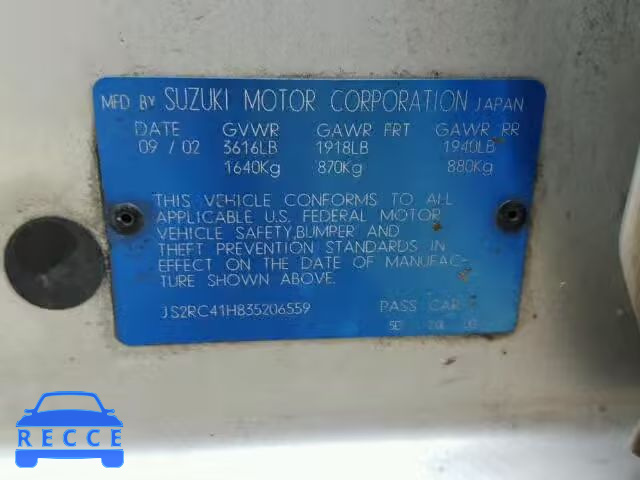 MFD BY SUZUKI MOTOR CORPORATION JAPAN
DATE GVWR GAWR FRT GAWR RR
09 / 02 3616LB 1918LB 1940LB
1640Kg 870Kg 880Kg
THIS VEHICLE CONFORMS TO ALL
APPLICABLE U.S. FEDERAL MOTOR
VEHICLE SAFETY,BUMPER AND
THEFT PREVENTION STANDARDS IN
EFFECT ON THE DATE OF MANUFAC-
TURE SHOWN ABOVE.
JS2RC41H835206559 PASS CAR
RECCE